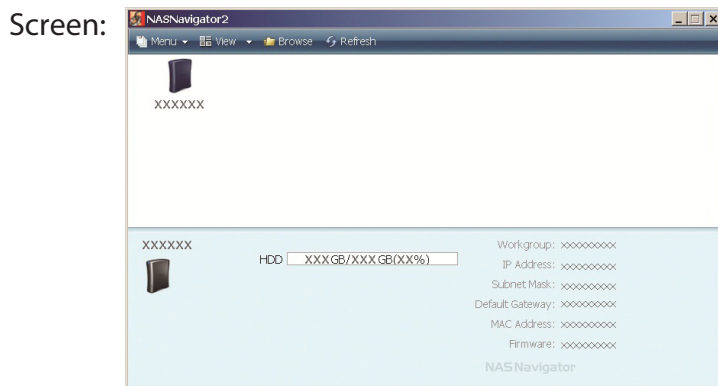 Screen:
NASNavigator2
Menu View Browse Refresh
xxxxxx
xxxxxx
HDD XXXGB/XXXGB(XX%)
Workgroup: xxxxxxxxx
IP Address: xxxxxxxxx
Subnet Mask: xxxxxxxxx
Default Gateway: xxxxxxxxx
MAC Address: xxxxxxxxx
Firmware: xxxxxxxxx
NASNavigator